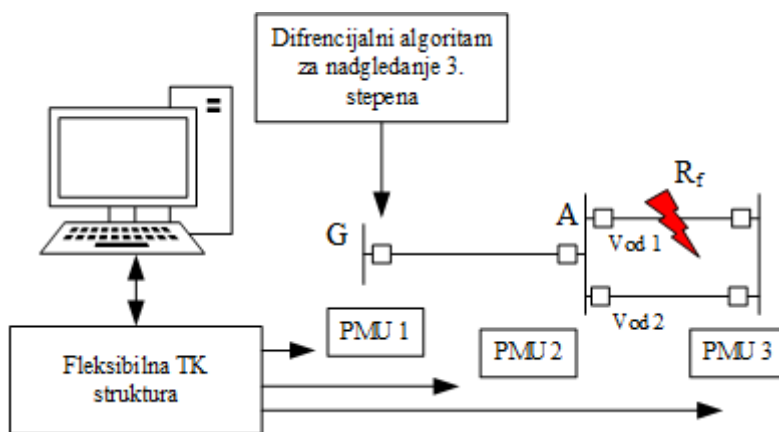 Difrencijalni algoritam
za nadgledanje 3.
stepena
G
A
R_f
Vod 1
Vod 2
PMU 1
PMU 2
PMU 3
Fleksibilna TK
struktura